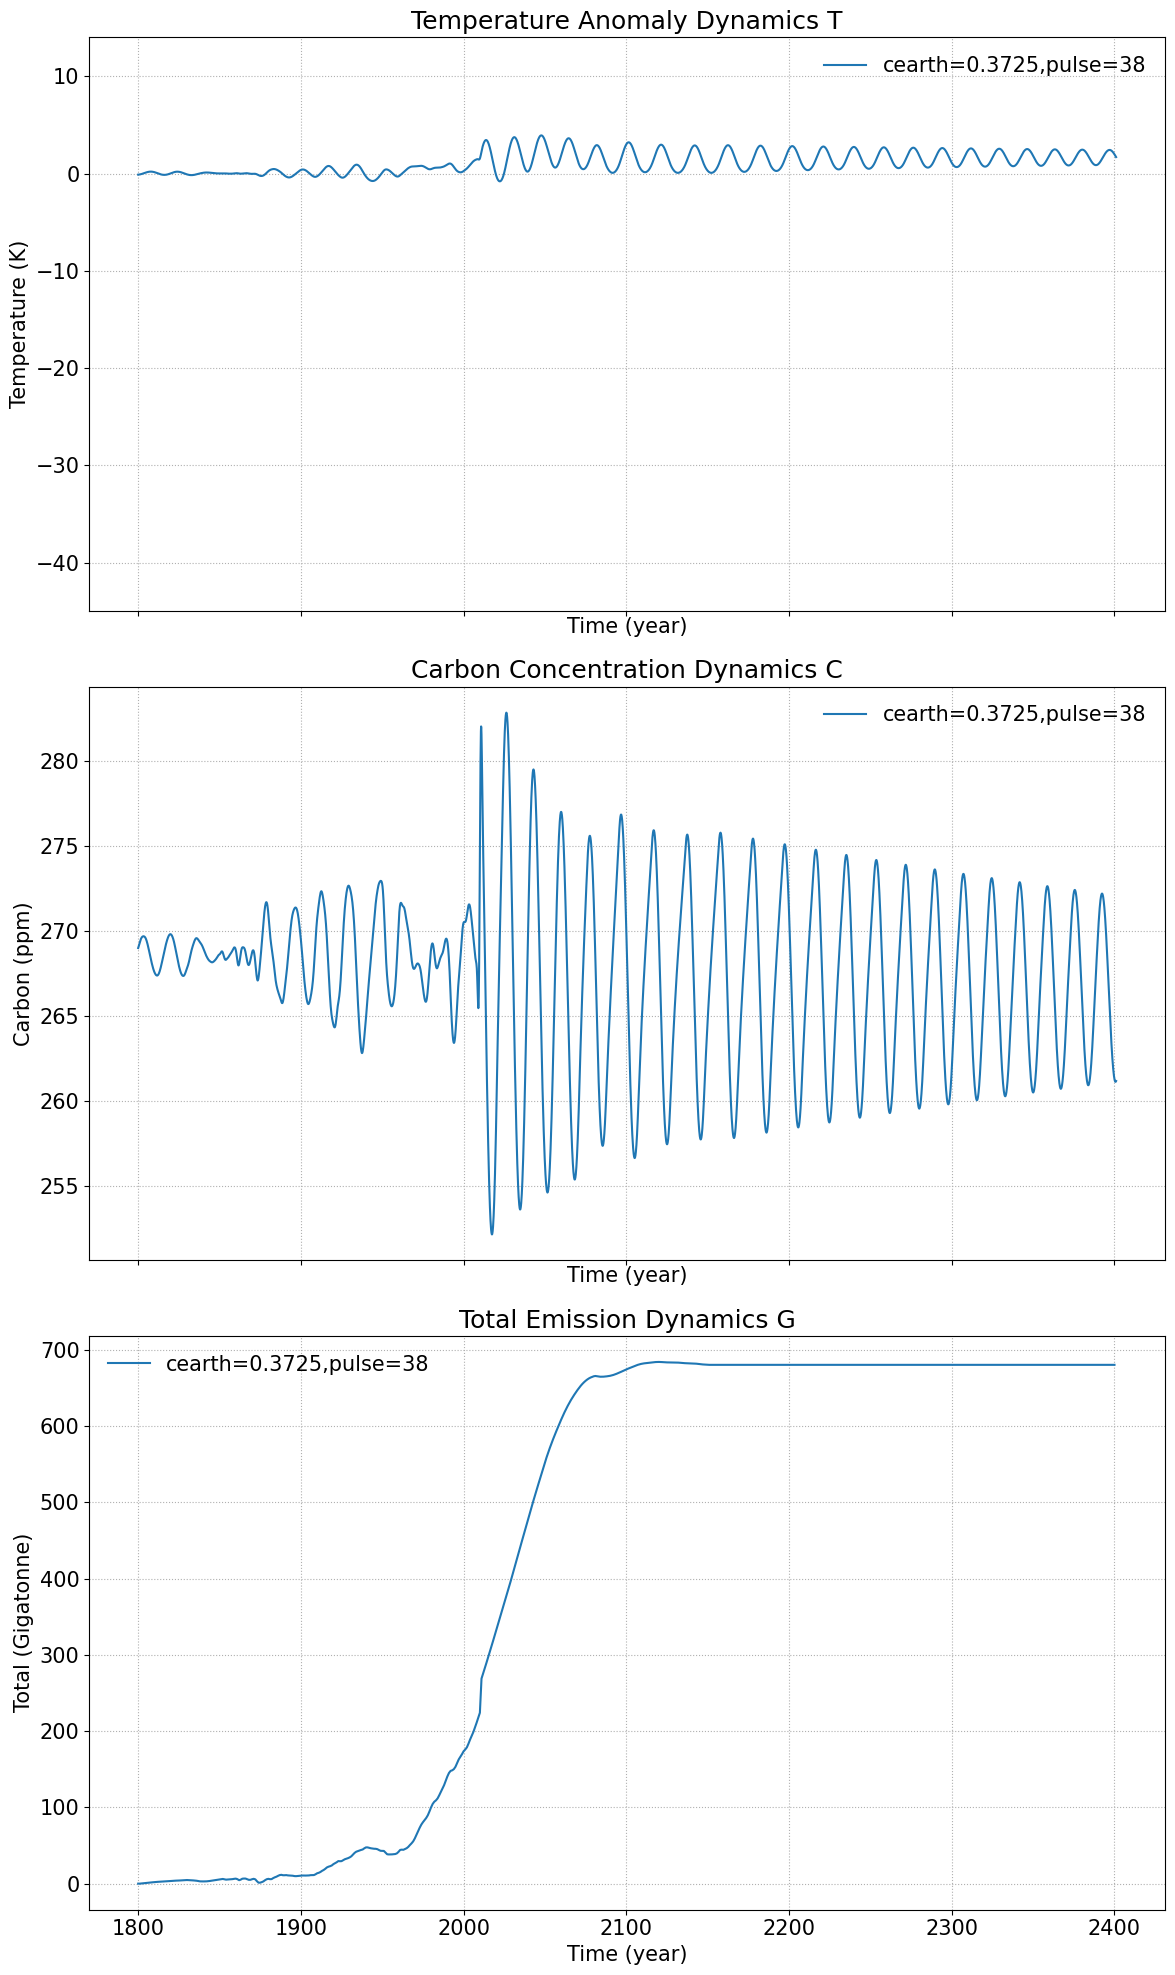 Temperature Anomaly Dynamics T
cearth=0.3725,pulse=38
10
0
−10
−20
−30
−40
Temperature (K)
Time (year)
Carbon Concentration Dynamics C
cearth=0.3725,pulse=38
280
275
270
265
260
255
Carbon (ppm)
Time (year)
Total Emission Dynamics G
cearth=0.3725,pulse=38
700
600
500
400
300
200
100
0
Total (Gigatonne)
1800 1900 2000 2100 2200 2300 2400
Time (year)